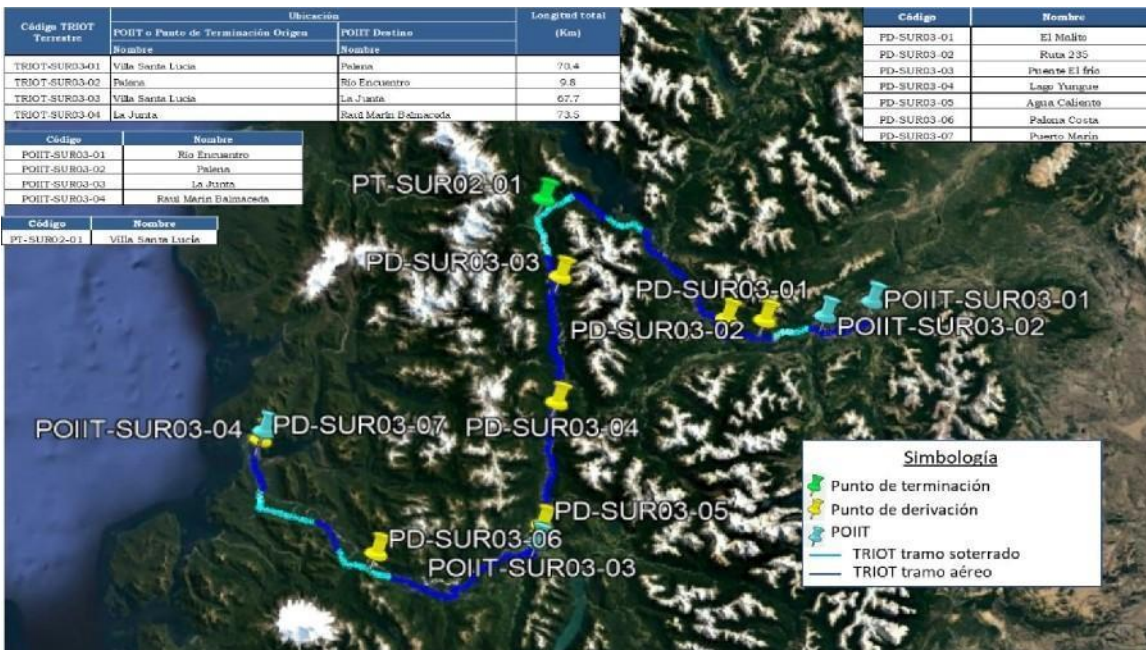 Código TRIOT Terrestre Ubicación Longitud total (Km)
POIIT o Punto de Terminación Origen POIIT Destino
Nombre Nombre
TRIOT-SUR03-01 Villa Santa Lucía Palena 70.4
TRIOT-SUR03-02 Palena Río Encuentro 9.8
TRIOT-SUR03-03 Villa Santa Lucía La Junta 67.7
TRIOT-SUR03-04 La Junta Raúl Marín Balmaceda 73.5
Código Nombre
PD-SUR03-01 El Malito
PD-SUR03-02 Ruta 235
PD-SUR03-03 Puente El frío
PD-SUR03-04 Lago Yungue
PD-SUR03-05 Agua Caliente
PD-SUR03-06 Palena Costa
PD-SUR03-07 Puerto Marín
Código Nombre
POIIT-SUR03-01 Río Encuentro
POIIT-SUR03-02 Palena
POIIT-SUR03-03 La Junta
POIIT-SUR03-04 Raúl Marín Balmaceda
Código Nombre
PT-SUR02-01 Villa Santa Lucía
PT-SUR02-01
PD-SUR03-03
PD-SUR03-01
POIIT-SUR03-01
PD-SUR03-02
POIIT-SUR03-02
POIIT-SUR03-04
PD-SUR03-07
PD-SUR03-04
PD-SUR03-05
PD-SUR03-06
POIIT-SUR03-03
Simbología
Punto de terminación
Punto de derivación
POIIT
TRIOT tramo soterrado
TRIOT tramo aéreo